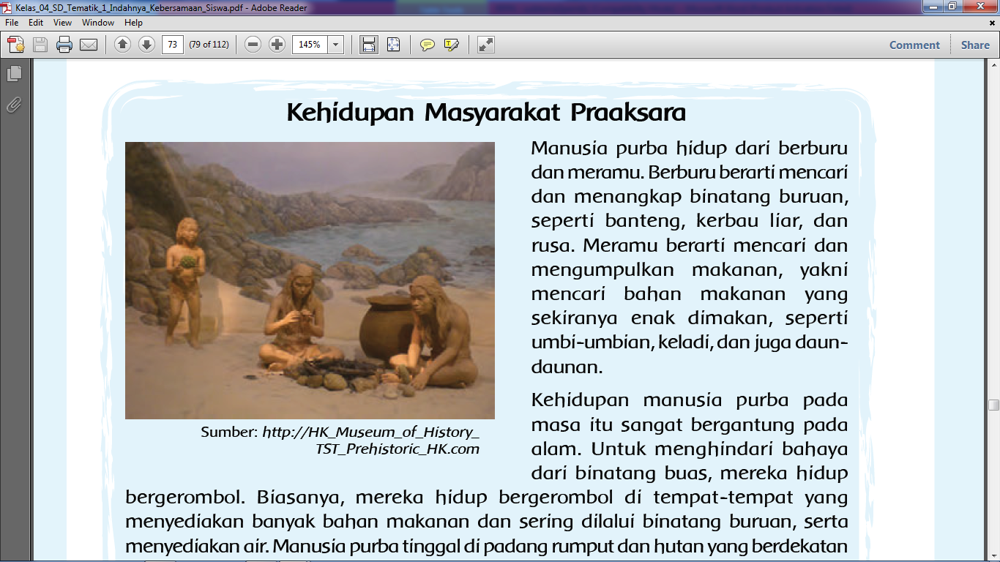 Kelas_04_SD_Tematik_1_Indahnya_Kebersamaan_Siswa.pdf - Adobe Reader
File Edit View Window Help
73 (79 of 112) 145% Comment Share
Kehidupan Masyarakat Praaksara
Manusia purba hidup dari berburu
dan meramu. Berburu berarti mencari
dan menangkap binatang buruan,
seperti banteng, kerbau liar, dan
rusa. Meramu berarti mencari dan
mengumpulkan makanan, yakni
mencari bahan makanan yang
sekiranya enak dimakan, seperti
umbi-umbian, keladi, dan juga daun-
daunan.
Sumber: http://HK_Museum_of_History_
TST_Prehistoric_HK.com
Kehidupan manusia purba pada
masa itu sangat bergantung pada
alam. Untuk menghindari bahaya
dari binatang buas, mereka hidup
bergerombol. Biasanya, mereka hidup bergerombol di tempat-tempat yang
menyediakan banyak bahan makanan dan sering dilalui binatang buruan, serta
menyediakan air. Manusia purba tinggal di padang rumput dan hutan yang berdekatan